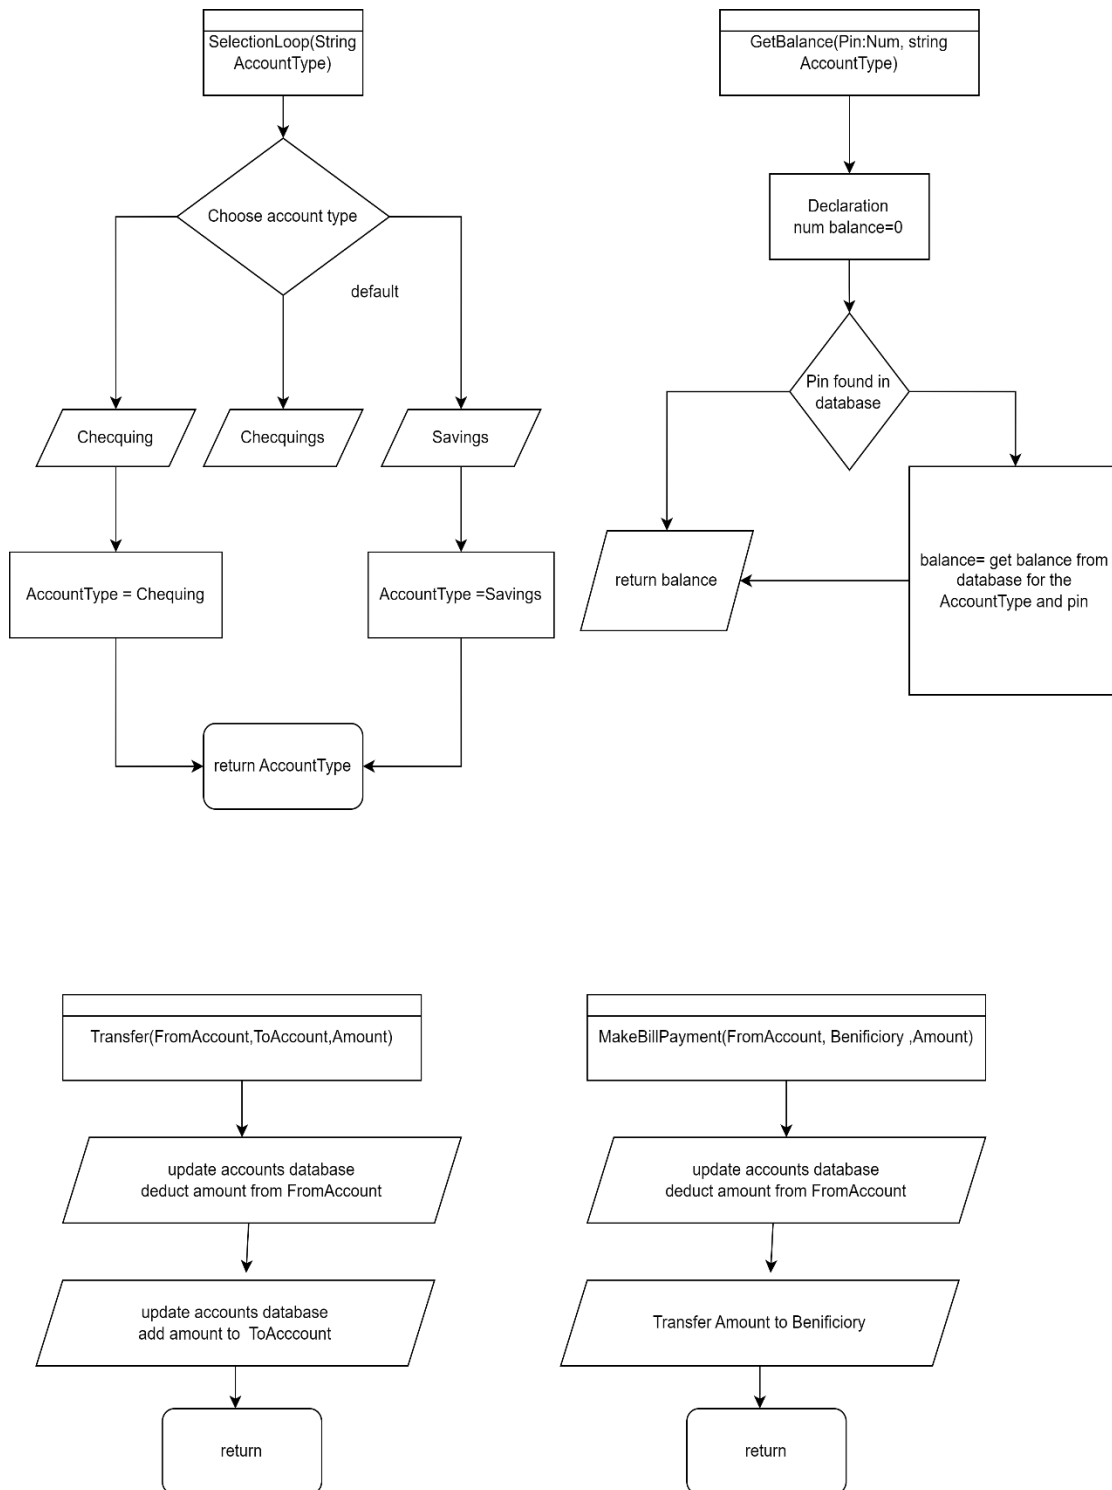 SelectionLoop(String
AccountType)
Choose account type
default
Checquing
Checquings
Savings
AccountType = Chequing
AccountType =Savings
return AccountType
GetBalance(Pin:Num, string
AccountType)
Declaration
num balance=0
Pin found in
database
return balance
balance= get balance from
database for the
AccountType and pin
Transfer(FromAccount,ToAccount,Amount)
update accounts database
deduct amount from FromAccount
update accounts database
add amount to  ToAcccount
return
MakeBillPayment(FromAccount, Benificiory ,Amount)
update accounts database
deduct amount from FromAccount
Transfer Amount to Benificiory
return